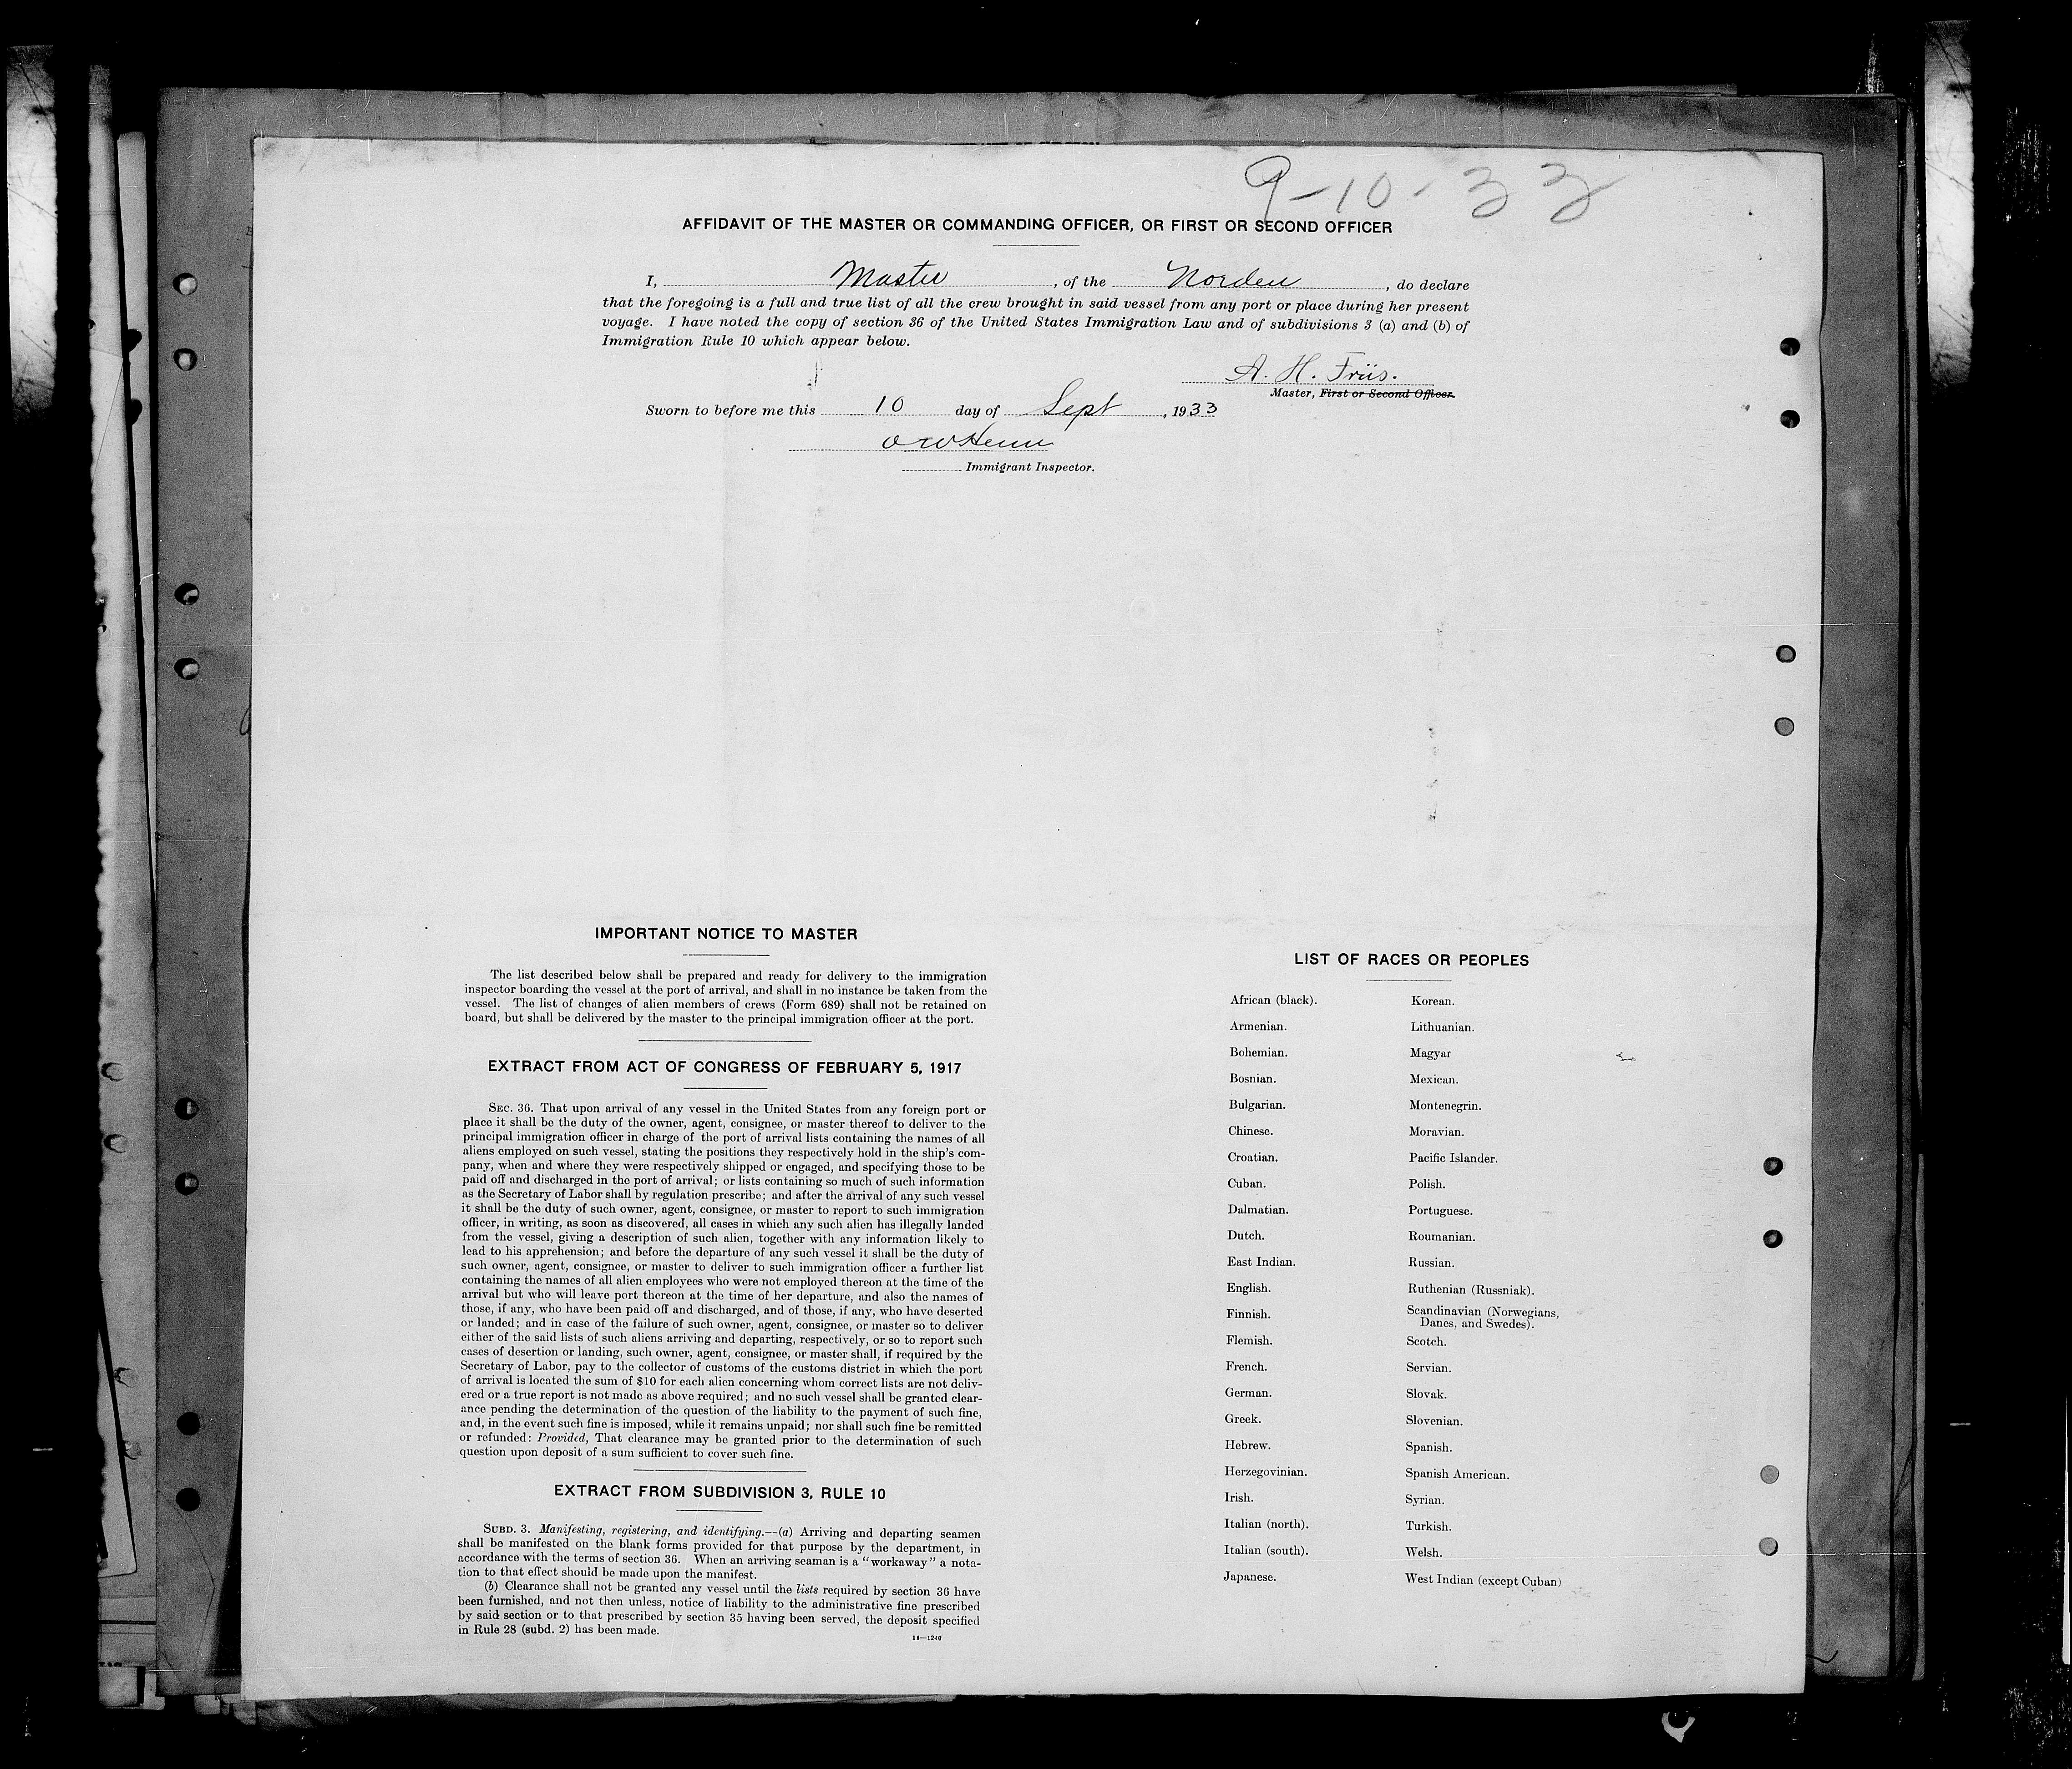 9-10-33
AFFIDAVIT OF THE MASTER OR COMMANDING OFFICER, OR FIRST OR SECOND OFFICER
I, Master, of the Norden, do declare
that the foregoing is a full and true list of all the crew brought in said vessel from any port or place during her present
voyage. I have noted the copy of section 36 of the United States Immigration Law and of subdivisions 3 (a) and (b) of
Immigration Rule 10 which appear below.
A. H. Friis.
Master, First or Second Officer.
Sworn to before me this 10 day of Sept, 1933
Immigrant Inspector.
IMPORTANT NOTICE TO MASTER
The list described below shall be prepared and ready for delivery to the immigration
inspector boarding the vessel at the port of arrival, and shall in no instance be taken from the
vessel. The list of changes of alien members of crews (Form 689) shall not be retained on
board, but shall be delivered by the master to the principal immigration officer at the port.
EXTRACT FROM ACT OF CONGRESS OF FEBRUARY 5, 1917
SEC. 36. That upon arrival of any vessel in the United States from any foreign port or
place it shall be the duty of the owner, agent, consignee, or master thereof to deliver to the
principal immigration officer in charge of the port of arrival lists containing the names of all
aliens employed on such vessel, stating the positions they respectively hold in the ship's com-
pany, when and where they were respectively shipped or engaged, and specifying those to be
paid off and discharged in the port of arrival; or lists containing so much of such information
as the Secretary of Labor shall by regulation prescribe; and after the arrival of any such vessel
it shall be the duty of such owner, agent, consignee, or master to report to such immigration
officer, in writing, as soon as discovered, all cases in which any such alien has illegally landed
from the vessel, giving a description of such alien, together with any information likely to
lead to his apprehension; and before the departure of any such vessel it shall be the duty of
such owner, agent, consignee, or master to deliver to such immigration officer a further list
containing the names of all alien employees who were not employed thereon at the time of the
arrival but who will leave port thereon at the time of her departure, and also the names of
those, if any, who have been paid off and discharged, and of those, if any, who have deserted
or landed; and in case of the failure of such owner, agent, consignee, or master so to deliver
either of the said lists of such aliens arriving and departing, respectively, or so to report such
cases of desertion or landing, such owner, agent, consignee, or master shall, if required by the
Secretary of Labor, pay to the collector of customs of the customs district in which the port
of arrival is located the sum of $10 for each alien concerning whom correct lists are not deliv-
ered or a true report is not made as above required; and no such vessel shall be granted clear-
ance pending the determination of the question of the liability to the payment of such fine,
and, in the event such fine is imposed, while it remains unpaid; nor shall such fine be remitted
or refunded: Provided, That clearance may be granted prior to the determination of such
question upon deposit of a sum sufficient to cover such fine.
EXTRACT FROM SUBDIVISION 3, RULE 10
SUBD. 3. Manifesting, registering, and identifying.--(a) Arriving and departing seamen
shall be manifested on the blank forms provided for that purpose by the department, in
accordance with the terms of section 36. When an arriving seaman is a "workaway" a nota-
tion to that effect should be made upon the manifest.
(b) Clearance shall not be granted any vessel until the lists required by section 36 have
been furnished, and not then unless, notice of liability to the administrative fine prescribed
by said section or to that prescribed by section 35 having been served, the deposit specified
in Rule 28 (subd. 2) has been made.
14—1240
LIST OF RACES OR PEOPLES
African (black).
Armenian.
Bohemian.
Bosnian.
Bulgarian.
Chinese.
Croatian.
Cuban.
Dalmatian.
Dutch.
East Indian.
English.
Finnish.
Flemish.
French.
German.
Greek.
Hebrew.
Herzegovinian.
Irish.
Italian (north).
Italian (south).
Japanese.
Korean.
Lithuanian.
Magyar
Mexican.
Montenegrin.
Moravian.
Pacific Islander.
Polish.
Portuguese.
Roumanian.
Russian.
Ruthenian (Russniak).
Scandinavian (Norwegians,
Danes, and Swedes).
Scotch.
Servian.
Slovak.
Slovenian.
Spanish.
Spanish American.
Syrian.
Turkish.
Welsh.
West Indian (except Cuban)